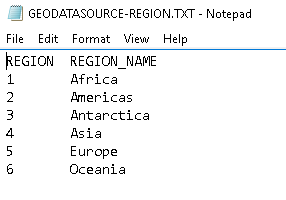 GEODATASOURCE-REGION.TXT - Notepad
File Edit Format View Help
REGION REGION_NAME
1 Africa
2 Americas
3 Antarctica
4 Asia
5 Europe
6 Oceania